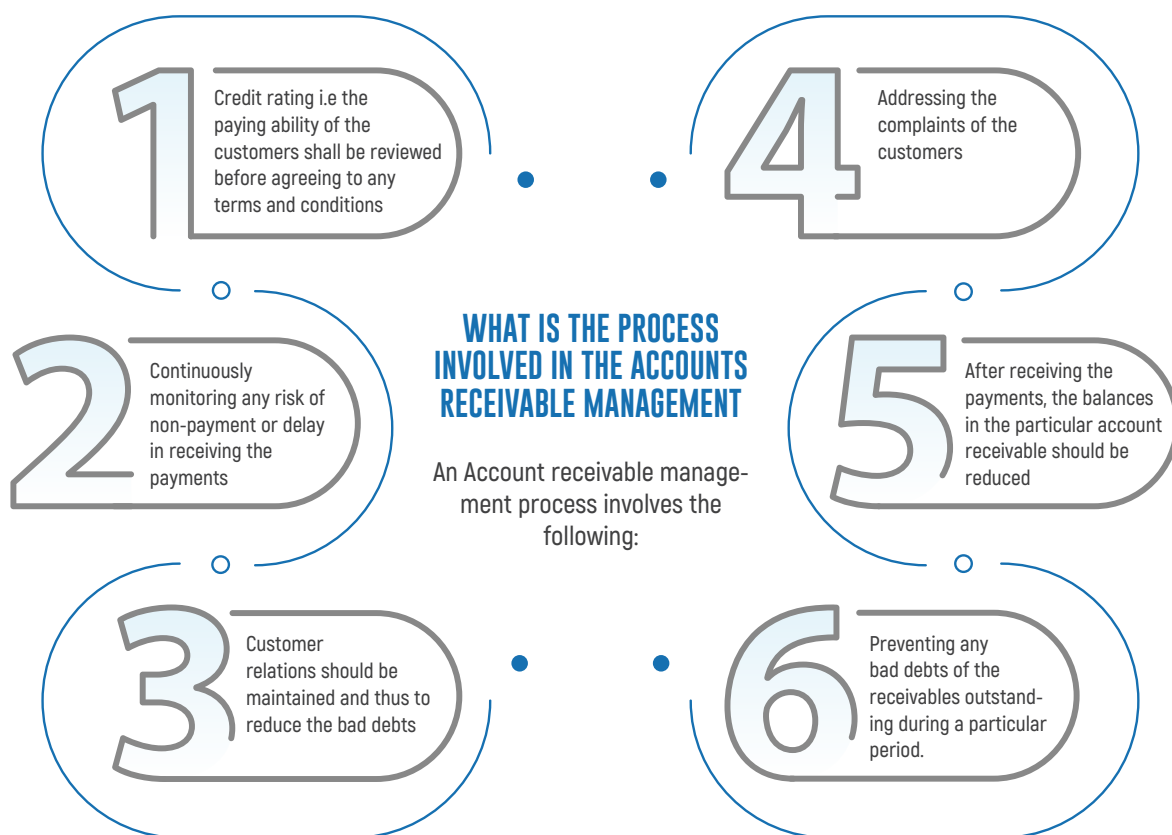 WHAT IS THE PROCESS
INVOLVED IN THE ACCOUNTS
RECEIVABLE MANAGEMENT
An Account receivable manage-
ment process involves the
following:
1
Credit rating i.e the
paying ability of the
customers shall be reviewed
before agreeing to any
terms and conditions
2
Continuously
monitoring any risk of
non-payment or delay
in receiving the
payments
3
Customer
relations should be
maintained and thus to
reduce the bad debts
4
Addressing the
complaints of the
customers
5
After receiving the
payments, the balances
in the particular account
receivable should be
reduced
6
Preventing any
bad debts of the
receivables outstand-
ing during a particular
period.